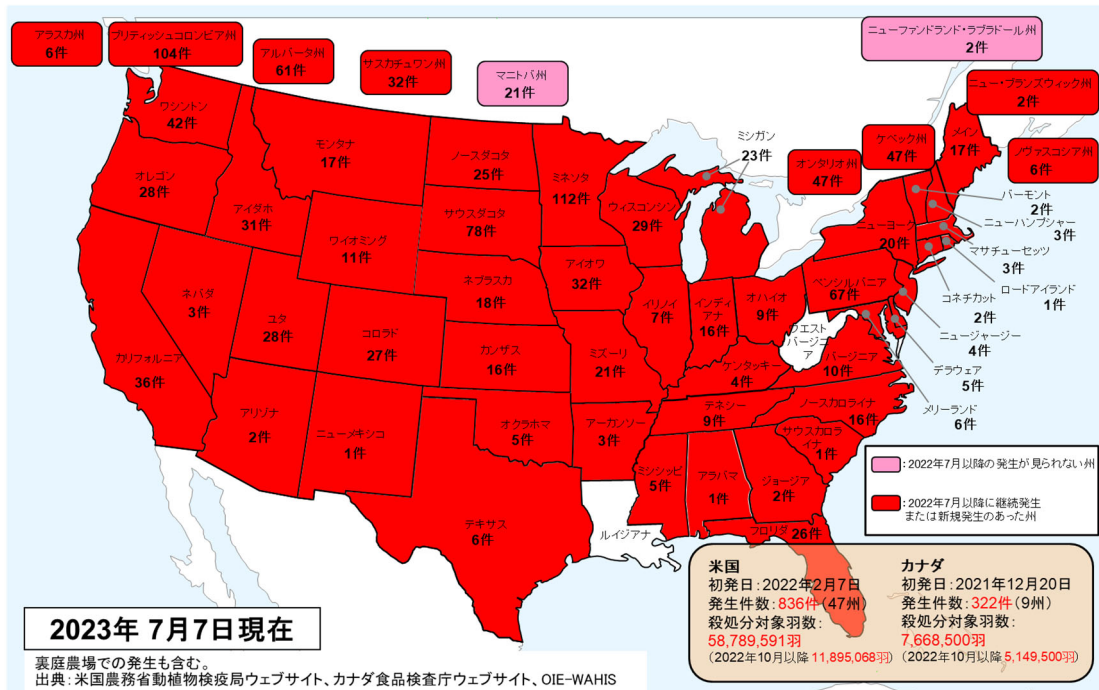 アラスカ州
6件
ブリティッシュコロンビア州
104件
アルバータ州
61件
サスカチュワン州
32件
マニトバ州
21件
ニューファンドランド・ラブラドール州
2件
ニュー・ブランズウィック州
2件
ケベック州
47件
オンタリオ州
47件
ノヴァスコシア州
6件
ワシントン
42件
オレゴン
28件
アイダホ
31件
モンタナ
17件
ノースダコタ
25件
ミネソタ
112件
ミシガン
23件
ウィスコンシン
29件
メイン
17件
バーモント
2件
ニューハンプシャー
3件
マサチューセッツ
3件
ロードアイランド
1件
コネチカット
2件
ニュージャージー
4件
デラウェア
5件
メリーランド
6件
ニューヨーク
20件
ペンシルバニア
67件
サウスダコタ
78件
ワイオミング
11件
ネブラスカ
18件
アイオワ
32件
イリノイ
7件
インディ
アナ
16件
オハイオ
9件
ウエスト
バージニ
ア
バージニア
10件
ネバダ
3件
ユタ
28件
コロラド
27件
カンザス
16件
ミズーリ
21件
ケンタッキー
4件
カリフォルニア
36件
アリゾナ
2件
ニューメキシコ
1件
オクラホマ
5件
アーカンソー
3件
テネシー
9件
ノースカロライナ
16件
サウスカロラ
イナ
1件
ミシシッピ
5件
アラバマ
1件
ジョージア
2件
テキサス
6件
ルイジアナ
フロリダ 26件
:2022年7月以降の発生が見られない州
:2022年7月以降に継続発生
または新規発生のあった州
米国
初発日:2022年2月7日
発生件数:836件(47州)
殺処分対象羽数:
58,789,591羽
(2022年10月以降 11,895,068羽)
カナダ
初発日:2021年12月20日
発生件数:322件(9州)
殺処分対象羽数:
7,668,500羽
(2022年10月以降 5,149,500羽)
2023年 7月7日現在
裏庭農場での発生も含む。
出典:米国農務省動植物検疫局ウェブサイト、カナダ食品検査庁ウェブサイト、OIE-WAHIS